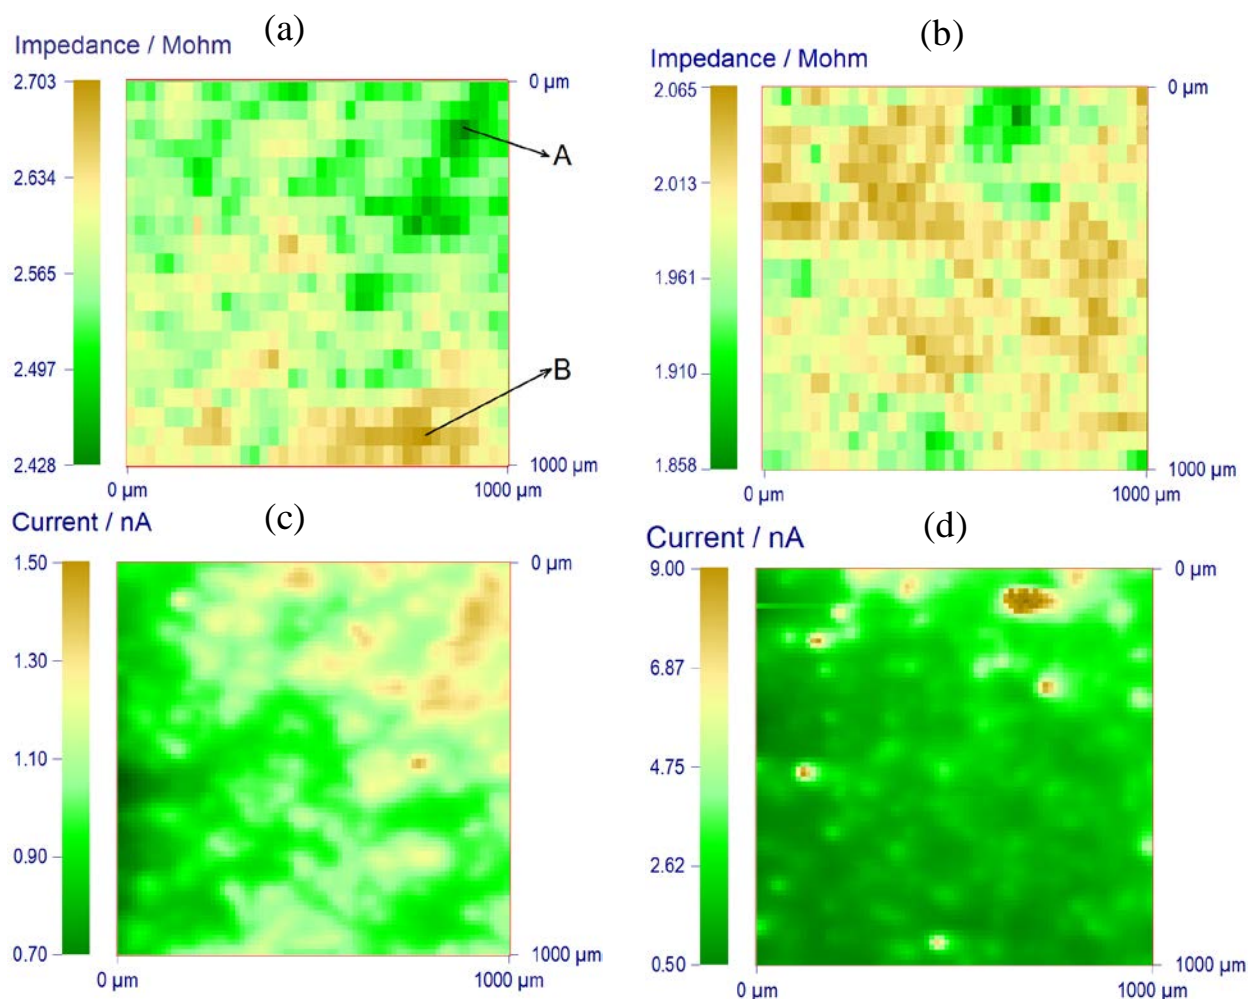 (a)
Impedance / Mohm
2.703
2.634
2.565
2.497
2.428
0 µm
1000 µm
0 µm
1000 µm
A
B
(b)
Impedance / Mohm
2.065
2.013
1.961
1.910
1.858
0 µm
1000 µm
0 µm
1000 µm
(c)
Current / nA
1.50
1.30
1.10
0.90
0.70
0 µm
1000 µm
0 µm
1000 µm
(d)
Current / nA
9.00
6.87
4.75
2.62
0.50
0 µm
1000 µm
0 µm
1000 µm